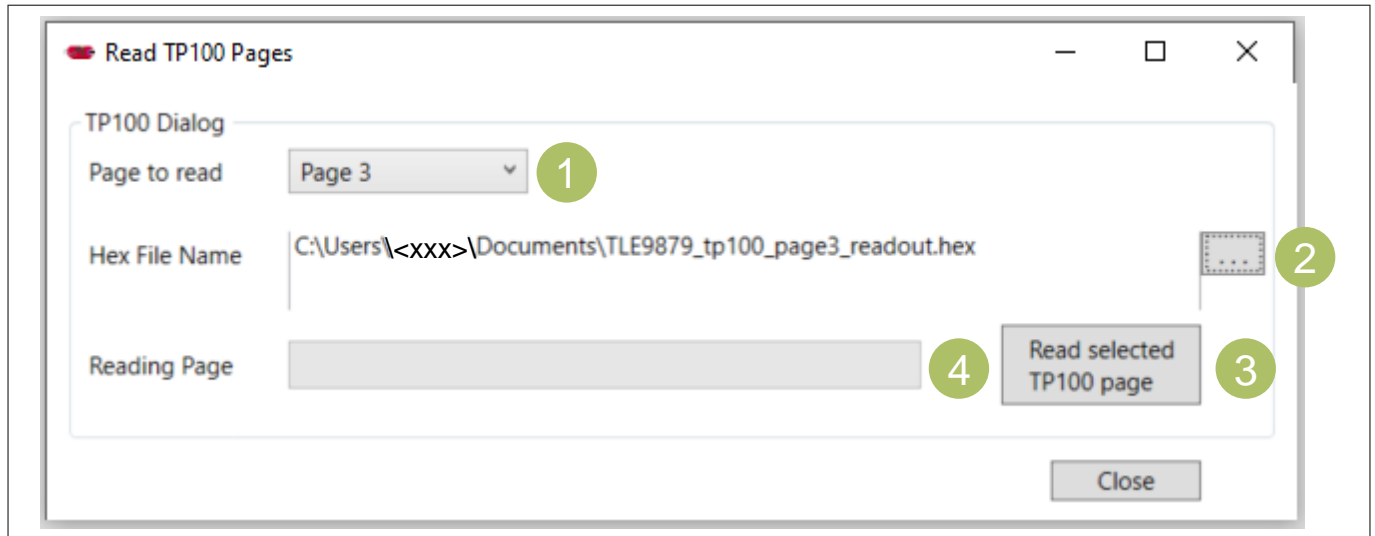 Read TP100 Pages
TP100 Dialog
Page to read
Page 3
1
Hex File Name
C:\Users\\<xxx>\Documents\TLE9879_tp100_page3_readout.hex
...
2
Reading Page
4
Read selected
TP100 page
3
Close